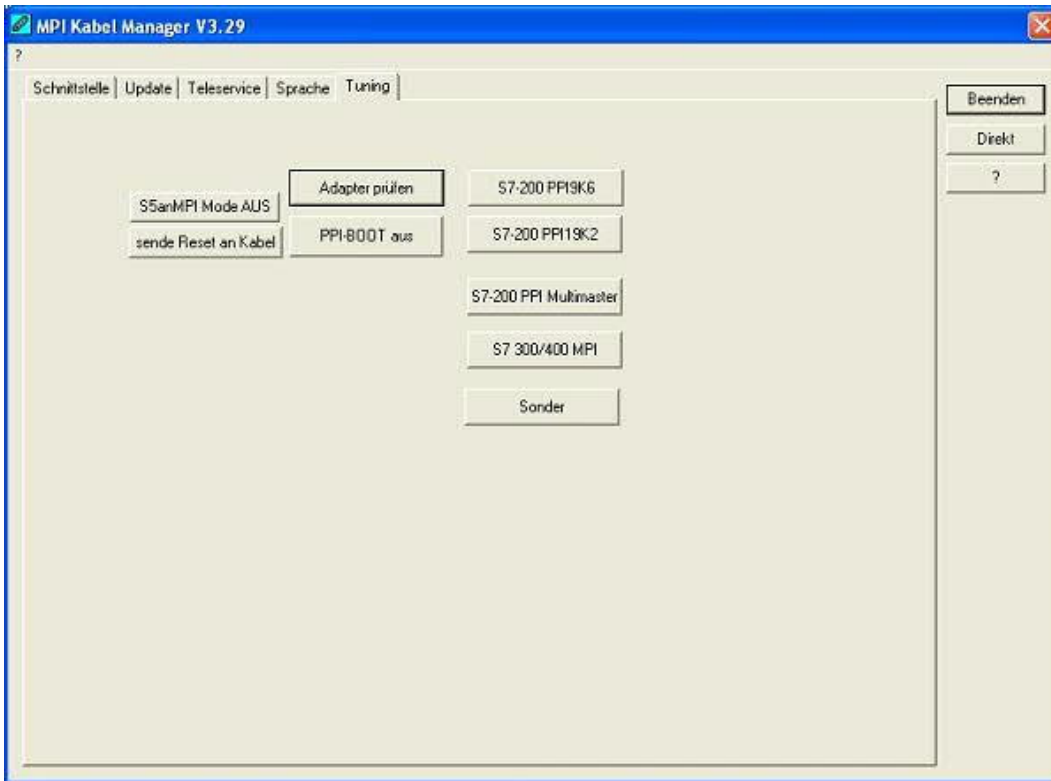 MPI Kabel Manager V3.29
?
Schnittstelle
Update
Teleservice
Sprache
Tuning
Beenden
Direkt
?
Adapter prüfen
S7-200 PPI9K6
S5anMPI Mode AUS
PPI-BOOT aus
S7-200 PPI19K2
sende Reset an Kabel
S7-200 PPI Multimaster
S7 300/400 MPI
Sonder